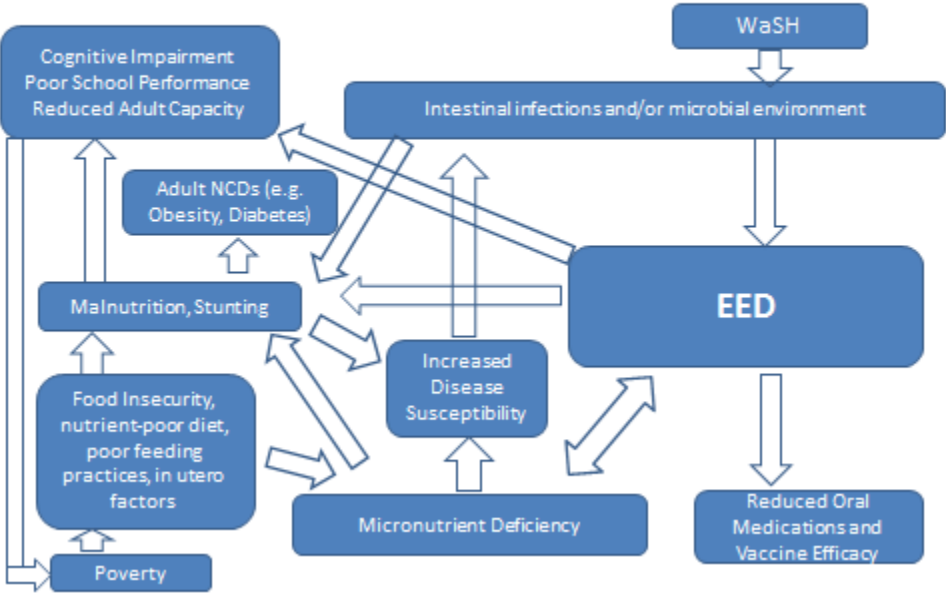 WaSH
Cognitive Impairment
Poor School Performance
Reduced Adult Capacity
Intestinal infections and/or microbial environment
Adult NCDs (e.g.
Obesity, Diabetes)
EED
Malnutrition, Stunting
Increased
Disease
Susceptibility
Food Insecurity,
nutrient-poor diet,
poor feeding
practices, in utero
factors
Micronutrient Deficiency
Reduced Oral
Medications and
Vaccine Efficacy
Poverty